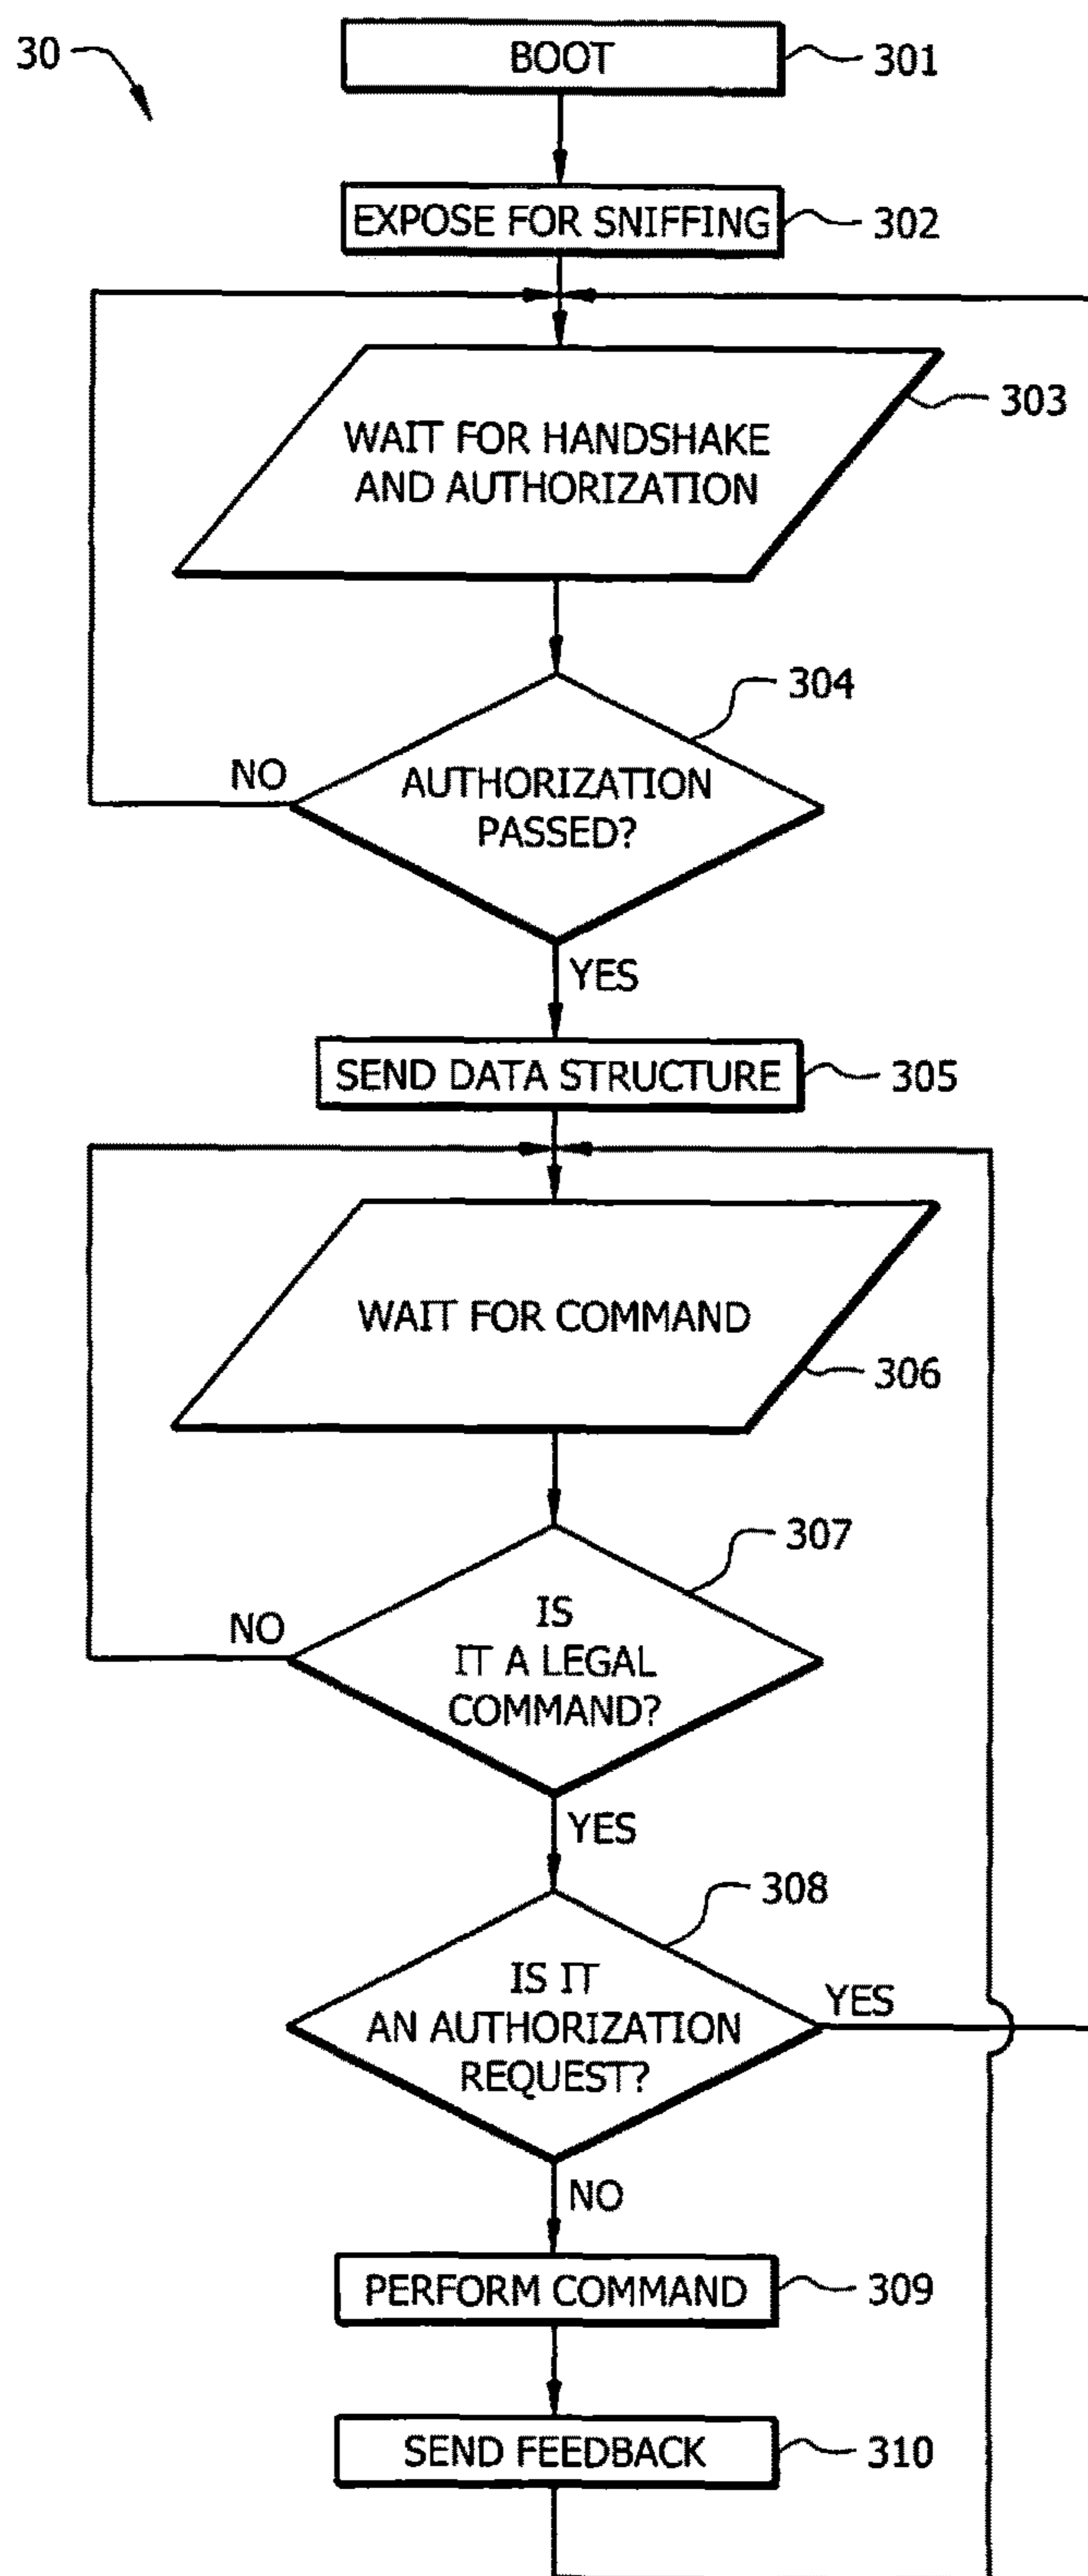 30
BOOT
301
EXPOSE FOR SNIFFING
302
WAIT FOR HANDSHAKE
AND AUTHORIZATION
303
304
AUTHORIZATION
PASSED?
NO
YES
SEND DATA STRUCTURE
305
WAIT FOR COMMAND
306
307
IS
IT A LEGAL
COMMAND?
NO
YES
308
IS IT
AN AUTHORIZATION
REQUEST?
YES
NO
PERFORM COMMAND
309
SEND FEEDBACK
310